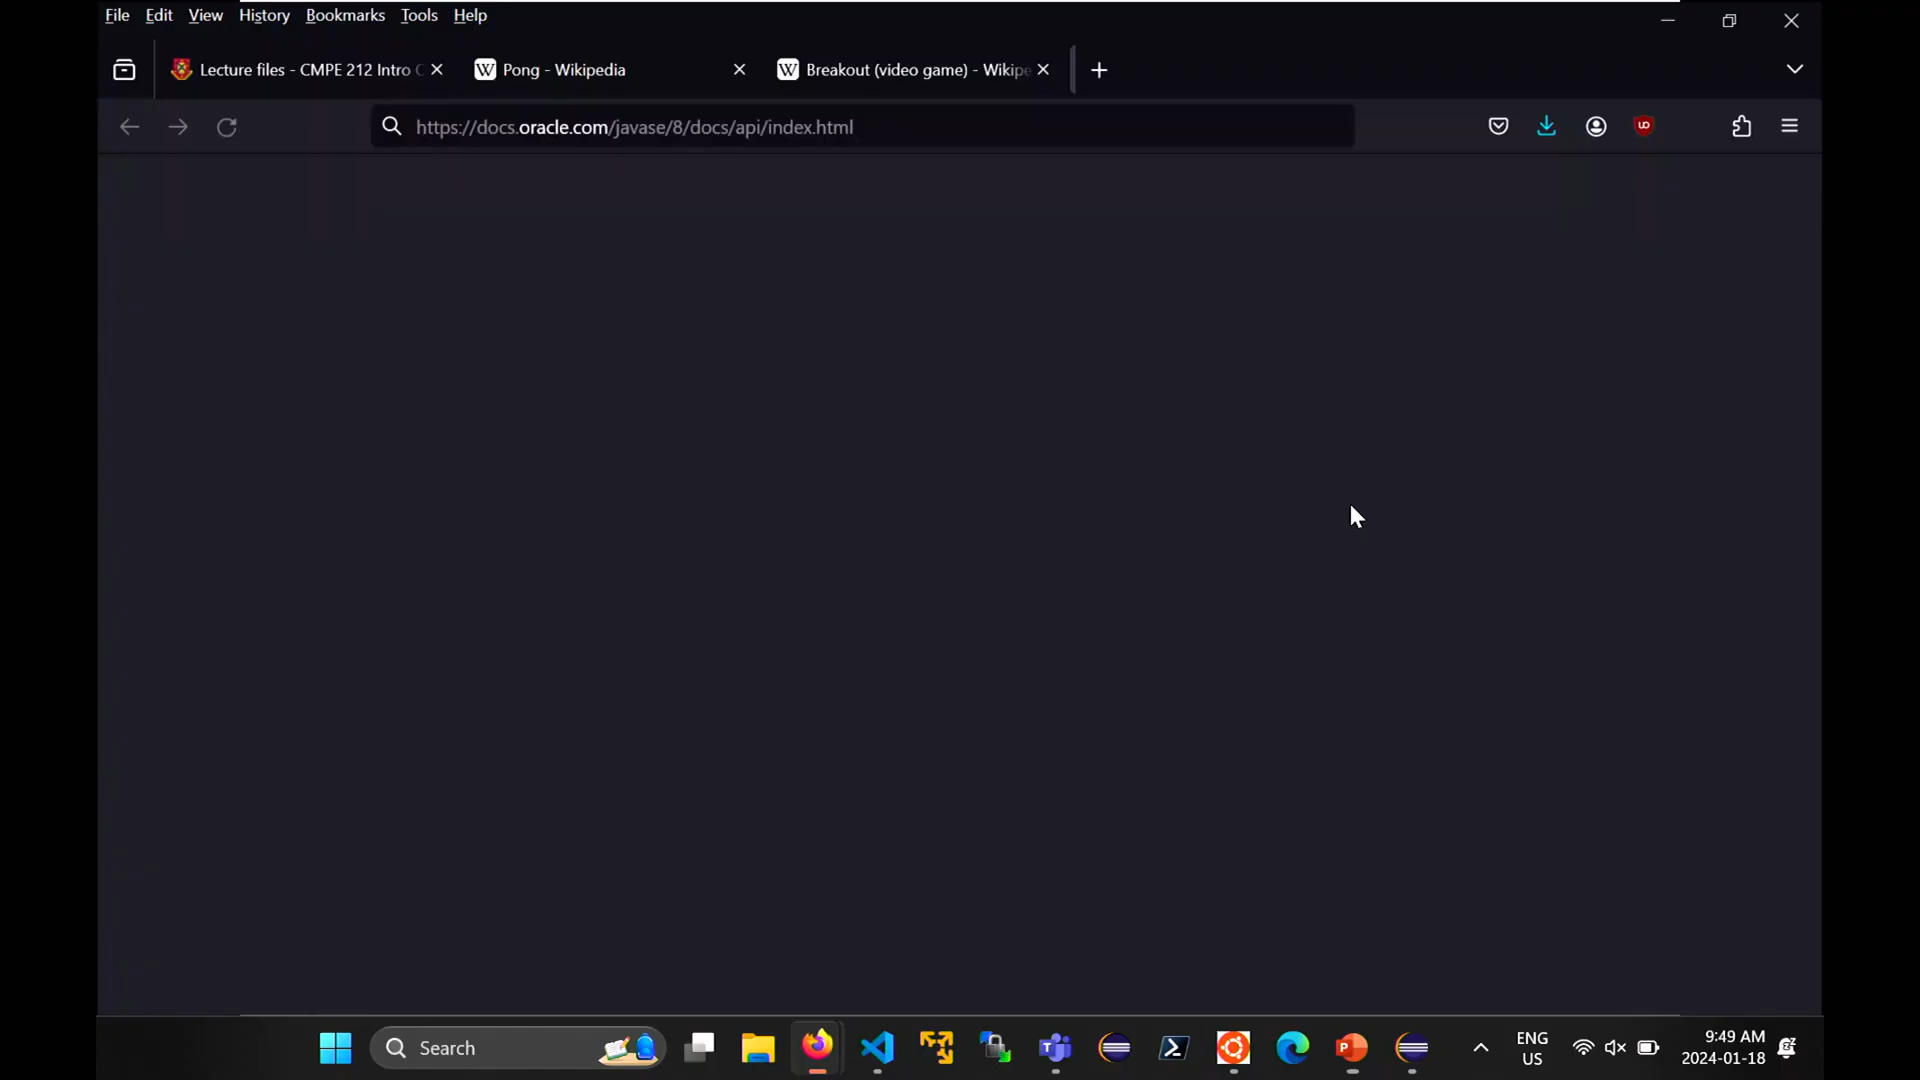 File Edit View History Bookmarks Tools Help
Lecture files - CMPE 212 Intro C
Pong - Wikipedia
Breakout (video game) - Wikipe
https://docs.oracle.com/javase/8/docs/api/index.html
Search
ENG
US
9:49 AM
2024-01-18